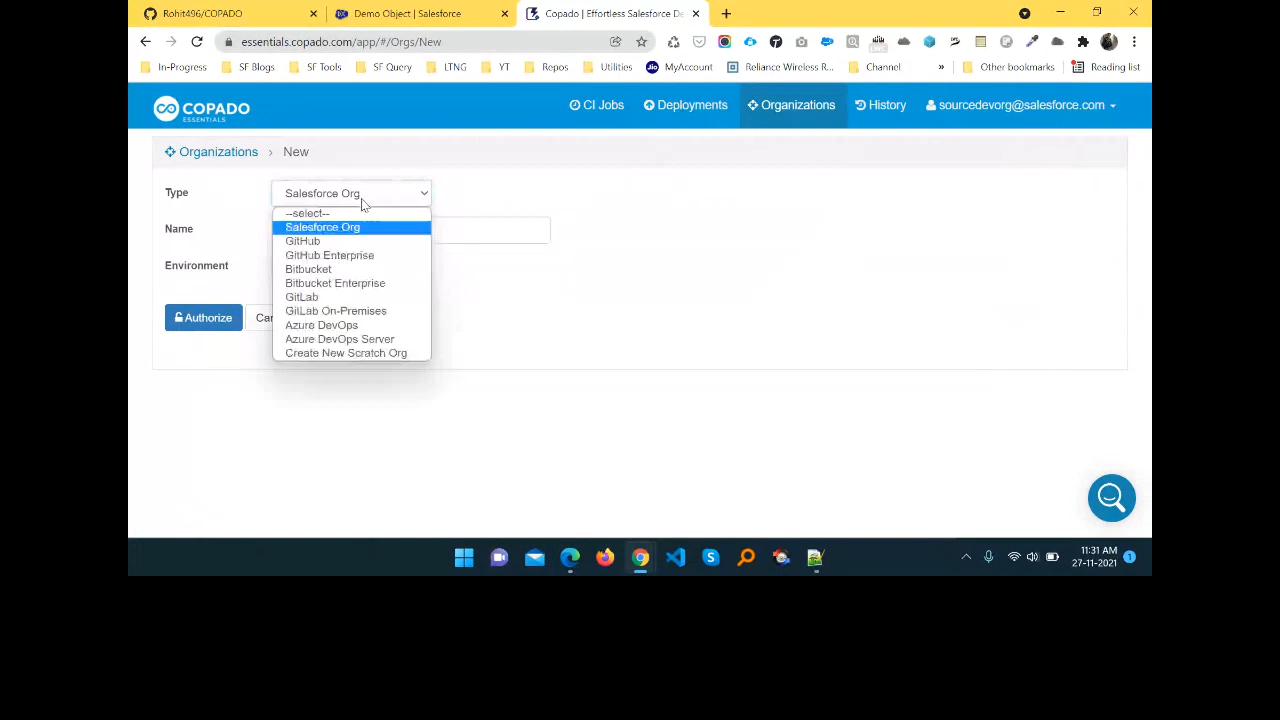 Rohit496/COPADO
Demo Object | Salesforce
Copado | Effortless Salesforce De
essentials.copado.com/app/#/Orgs/New
In-Progress
SF Blogs
SF Tools
SF Query
LTNG
YT
Repos
Utilities
Jio
MyAccount
Reliance Wireless R...
Channel
»
Other bookmarks
Reading list
COPADO
ESSENTIALS
CI Jobs
Deployments
Organizations
History
sourcedevorg@salesforce.com
Organizations › New
Type
Salesforce Org
--select--
Salesforce Org
GitHub
GitHub Enterprise
Bitbucket
Bitbucket Enterprise
GitLab
GitLab On-Premises
Azure DevOps
Azure DevOps Server
Create New Scratch Org
Name
Environment
Authorize
Can
11:31 AM
27-11-2021
1